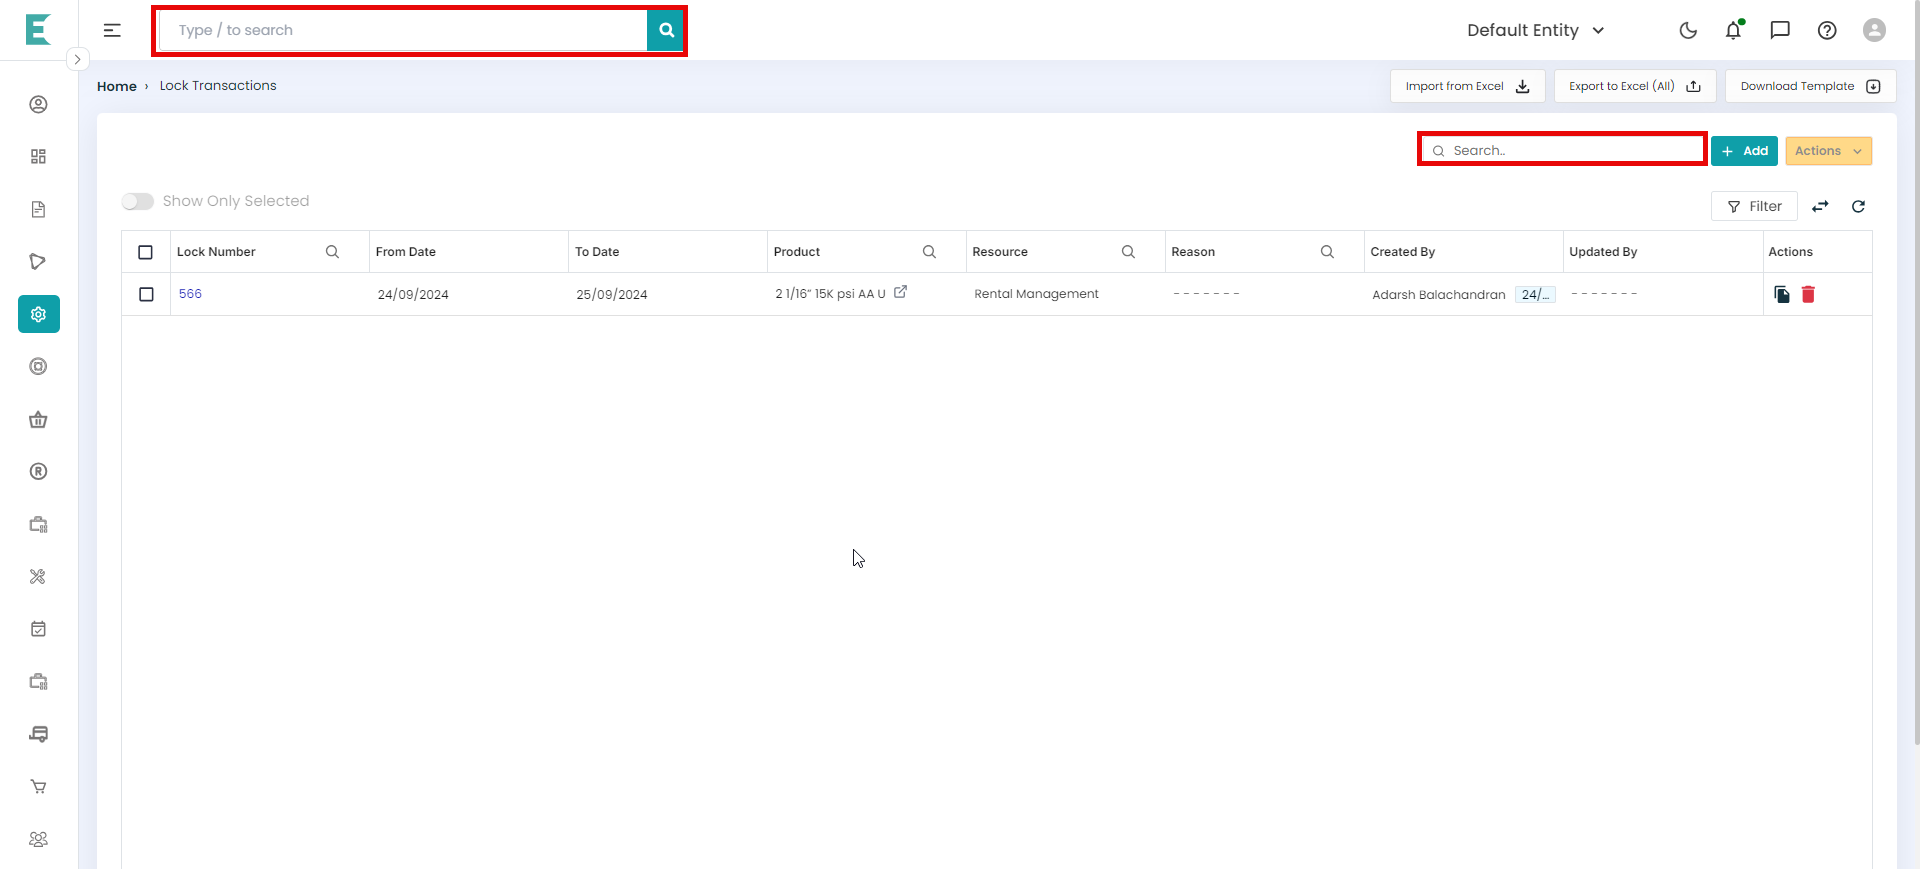 Type / to search
Default Entity
Home › Lock Transactions
Import from Excel
Export to Excel (All)
Download Template
Search..
+ Add
Actions
Show Only Selected
Filter
Lock Number From Date To Date Product Resource Reason Created By Updated By Actions
566 24/09/2024 25/09/2024 2 1/16” 15K psi AA U Rental Management ------- Adarsh Balachandran 24/... -------